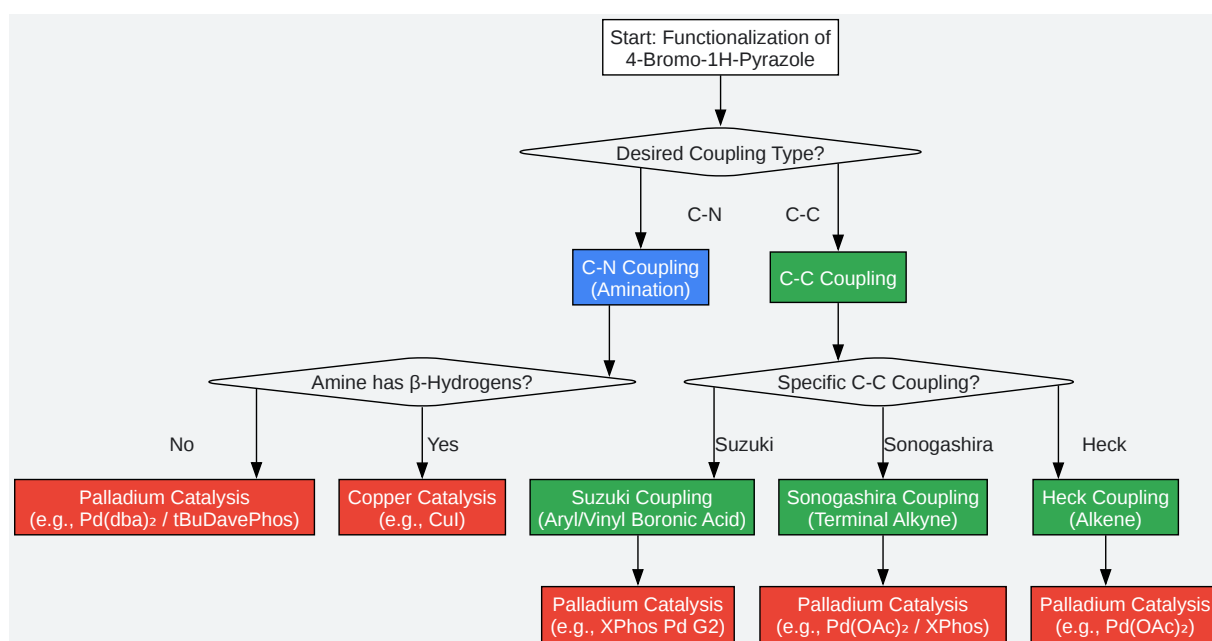 Start: Functionalization of
4-Bromo-1H-Pyrazole
Desired Coupling Type?
C-N
C-C
C-N Coupling
(Amination)
C-C Coupling
Amine has β-Hydrogens?
Specific C-C Coupling?
No
Yes
Suzuki
Sonogashira
Heck
Palladium Catalysis
(e.g., Pd(dba)₂ / tBuDavePhos)
Copper Catalysis
(e.g., CuI)
Suzuki Coupling
(Aryl/Vinyl Boronic Acid)
Sonogashira Coupling
(Terminal Alkyne)
Heck Coupling
(Alkene)
Palladium Catalysis
(e.g., XPhos Pd G2)
Palladium Catalysis
(e.g., Pd(OAc)₂ / XPhos)
Palladium Catalysis
(e.g., Pd(OAc)₂)